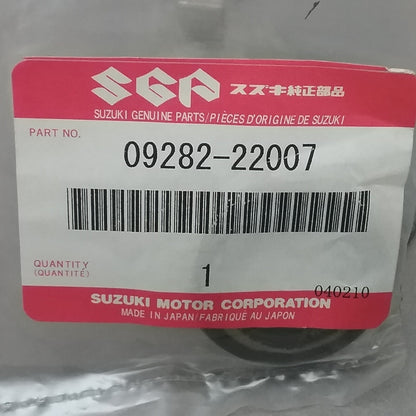 SGP スズキ純正部品
SUZUKI GENUINE PARTS/PIÈCES D'ORIGINE DE SUZUKI
PART NO.
09282-22007
QUANTITY
(QUANTITÉ)
1
040210
SUZUKI MOTOR CORPORATION
MADE IN JAPAN/FABRIQUÉ AU JAPON